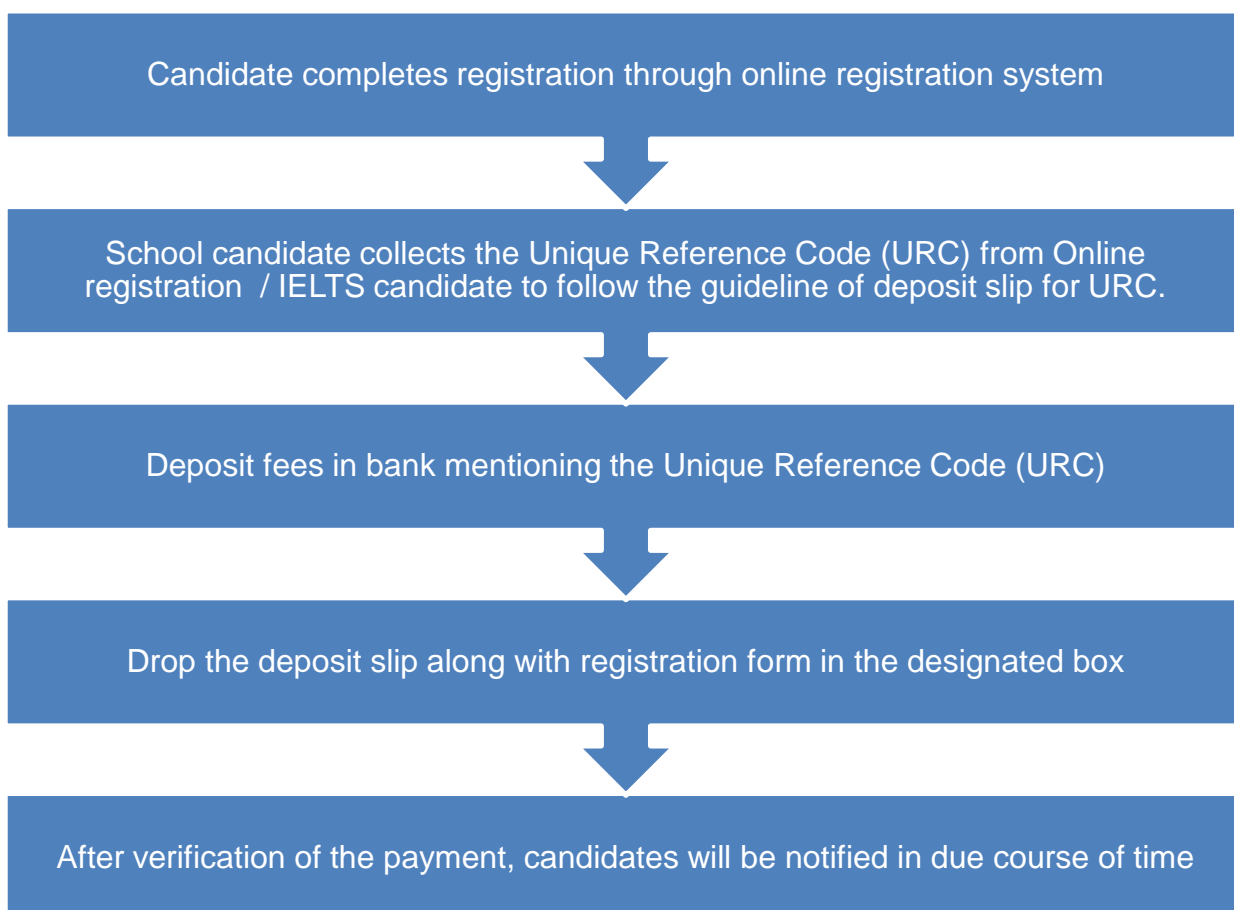 Candidate completes registration through online registration system
School candidate collects the Unique Reference Code (URC) from Online
registration / IELTS candidate to follow the guideline of deposit slip for URC.
Deposit fees in bank mentioning the Unique Reference Code (URC)
Drop the deposit slip along with registration form in the designated box
After verification of the payment, candidates will be notified in due course of time